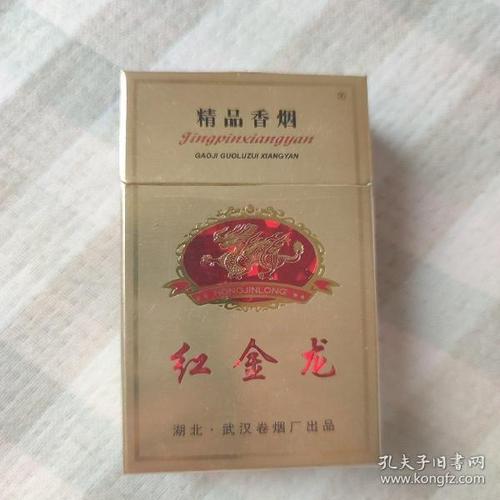 精品香烟
Jingpinxiangyan
GAOJI GUOLUZUI XIANGYAN
HONGJINLONG
红金龙
湖北·武汉卷烟厂出品
孔夫子旧书网
www.kongfz.com